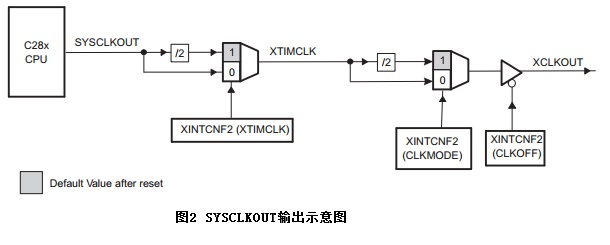 C28x
CPU
SYSCLKOUT
/2
1
0
XTIMCLK
/2
1
0
XCLKOUT
XINTCNF2 (XTIMCLK)
XINTCNF2
(CLKMODE)
XINTCNF2
(CLKOFF)
Default Value after reset
图2 SYSCLKOUT输出示意图